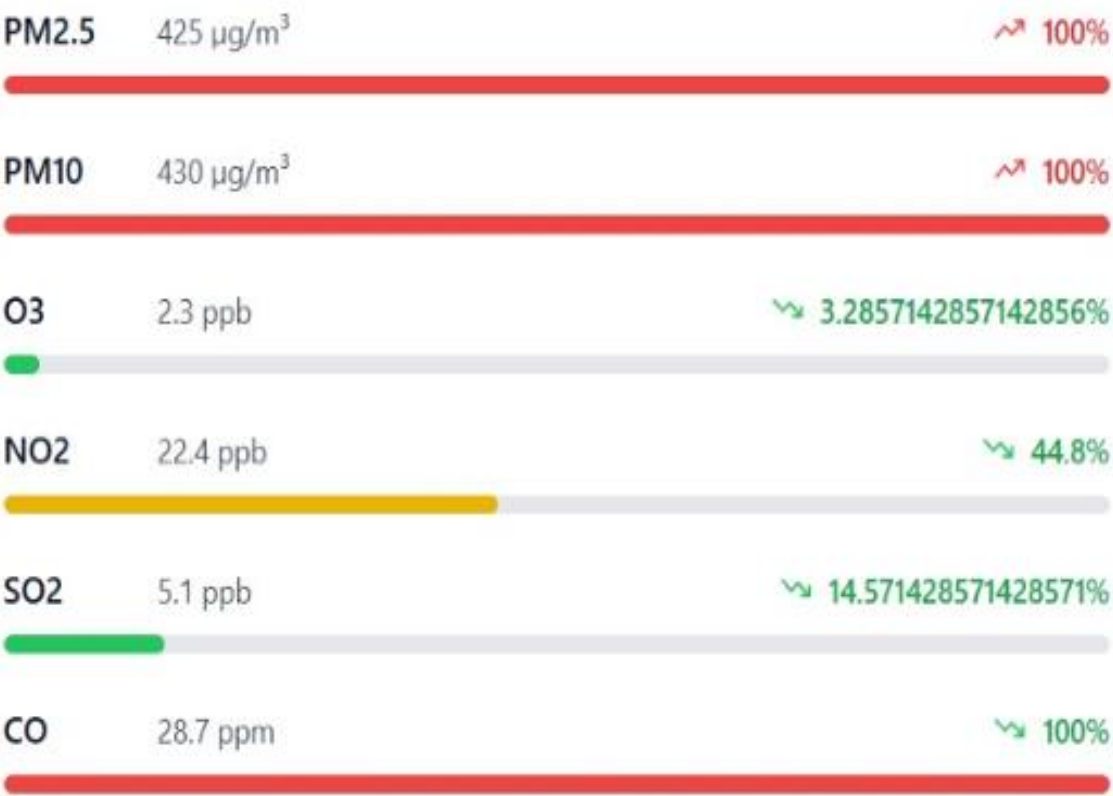 PM2.5 425 µg/m³ 100%
PM10 430 µg/m³ 100%
O3 2.3 ppb 3.2857142857142856%
NO2 22.4 ppb 44.8%
SO2 5.1 ppb 14.571428571428571%
CO 28.7 ppm 100%